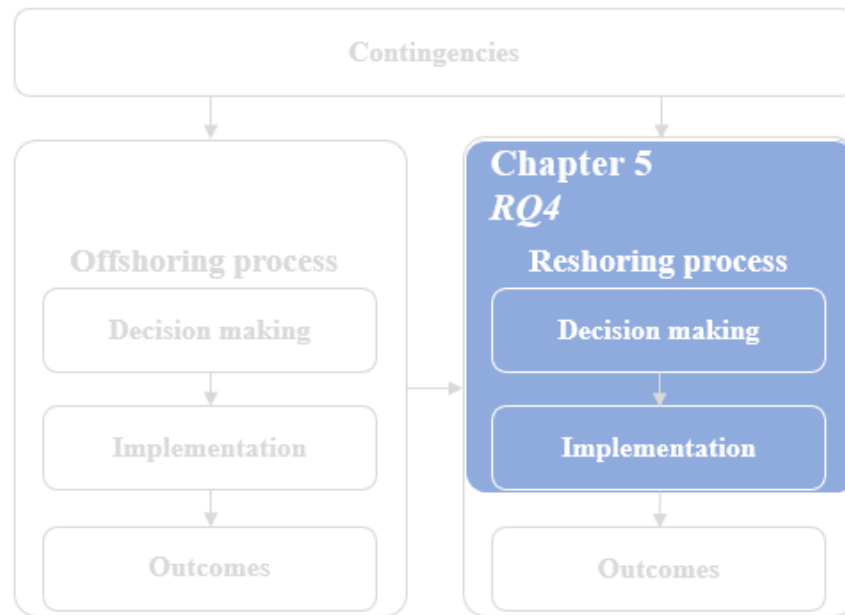 Contingencies
Offshoring process
Decision making
Implementation
Outcomes
Chapter 5
RQ4
Reshoring process
Decision making
Implementation
Outcomes